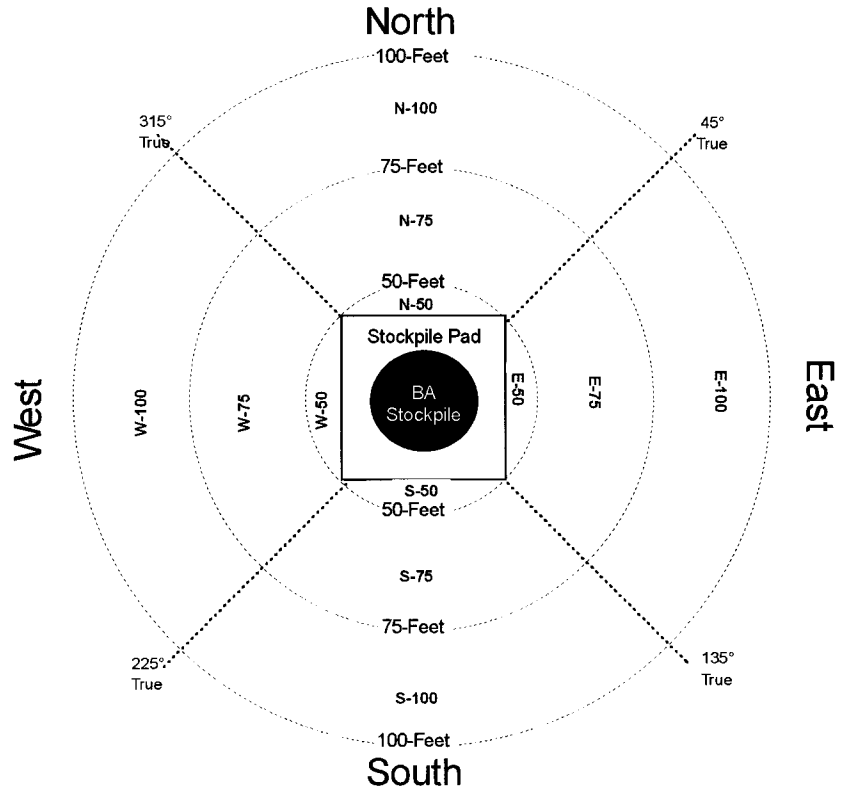 North
100-Feet
N-100
315°
True
45°
True
75-Feet
N-75
50-Feet
N-50
Stockpile Pad
BA
Stockpile
West
W-100
W-75
W-50
E-50
E-75
E-100
East
S-50
50-Feet
S-75
75-Feet
225°
True
135°
True
S-100
100-Feet
South